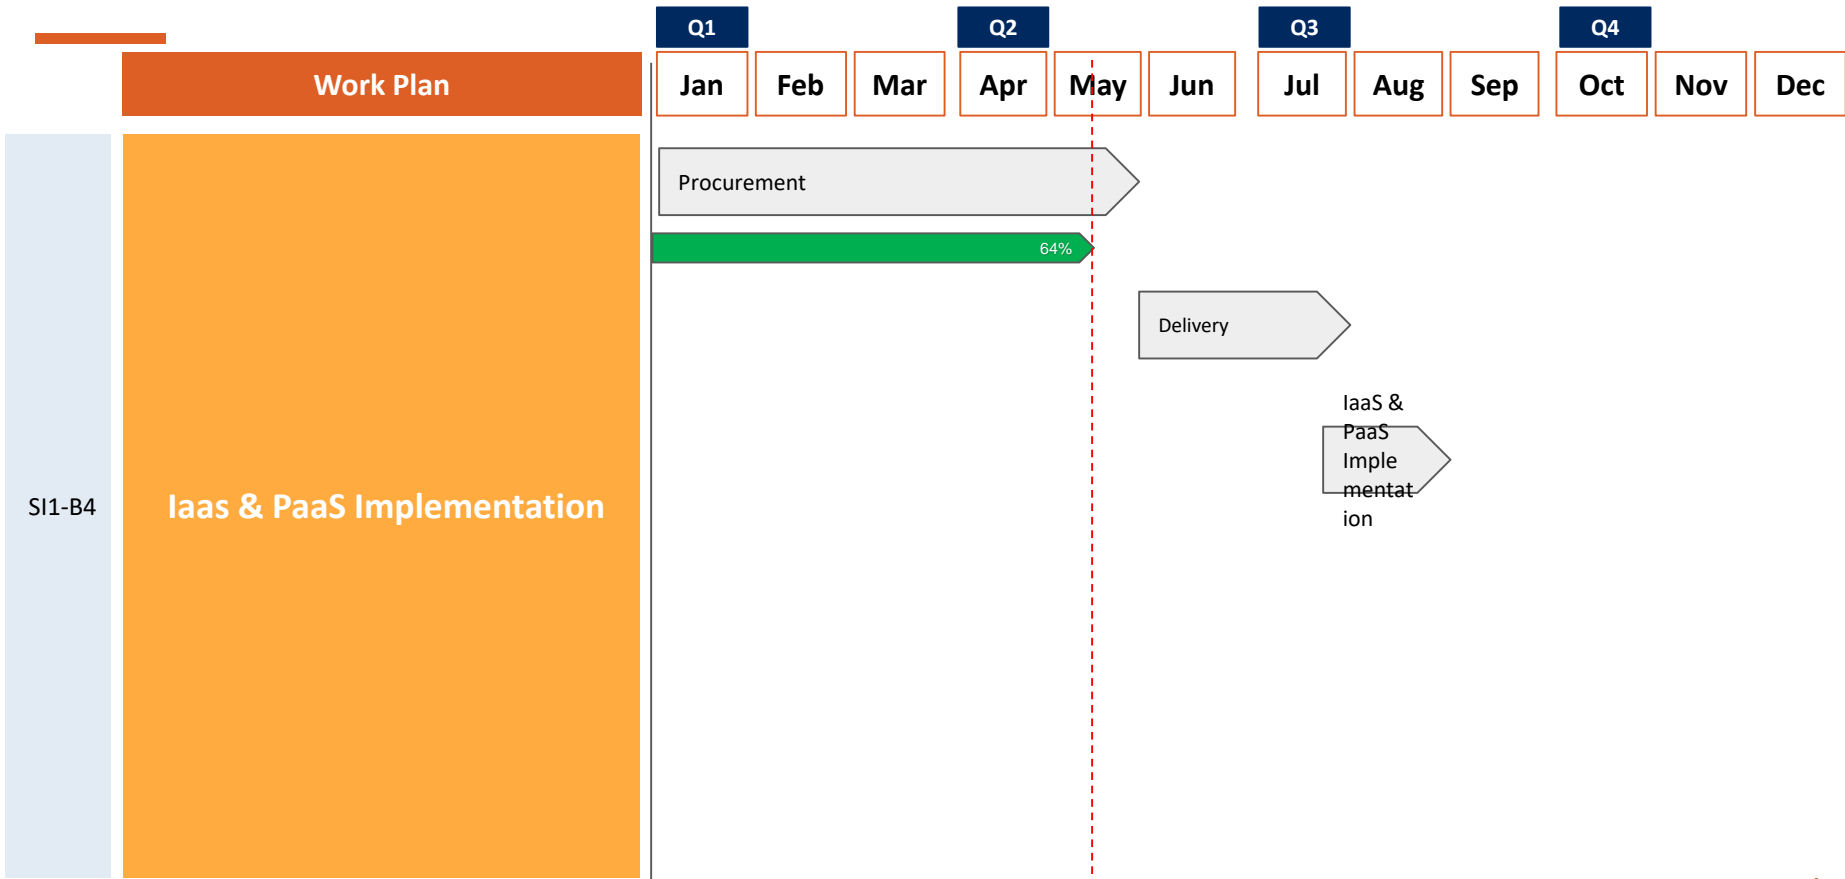 Q1 Q2 Q3 Q4
Work Plan Jan Feb Mar Apr May Jun Jul Aug Sep Oct Nov Dec
Procurement
64%
Delivery
IaaS &
PaaS
Imple
mentat
ion
SI1-B4 Iaas & PaaS Implementation